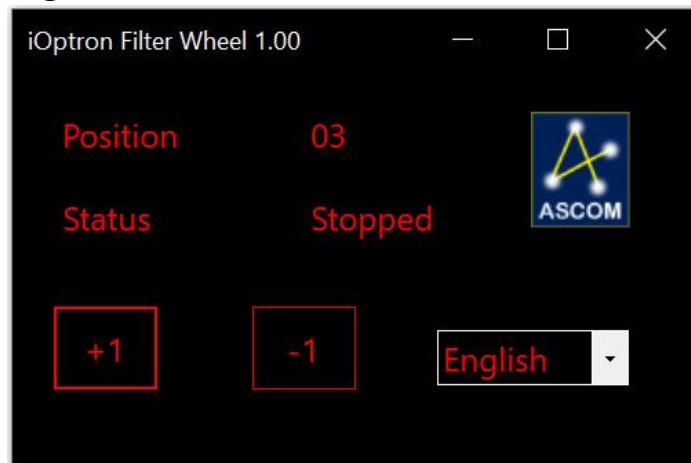 iOptron Filter Wheel 1.00
Position 03
ASCOM
Status Stopped
+1 -1 English